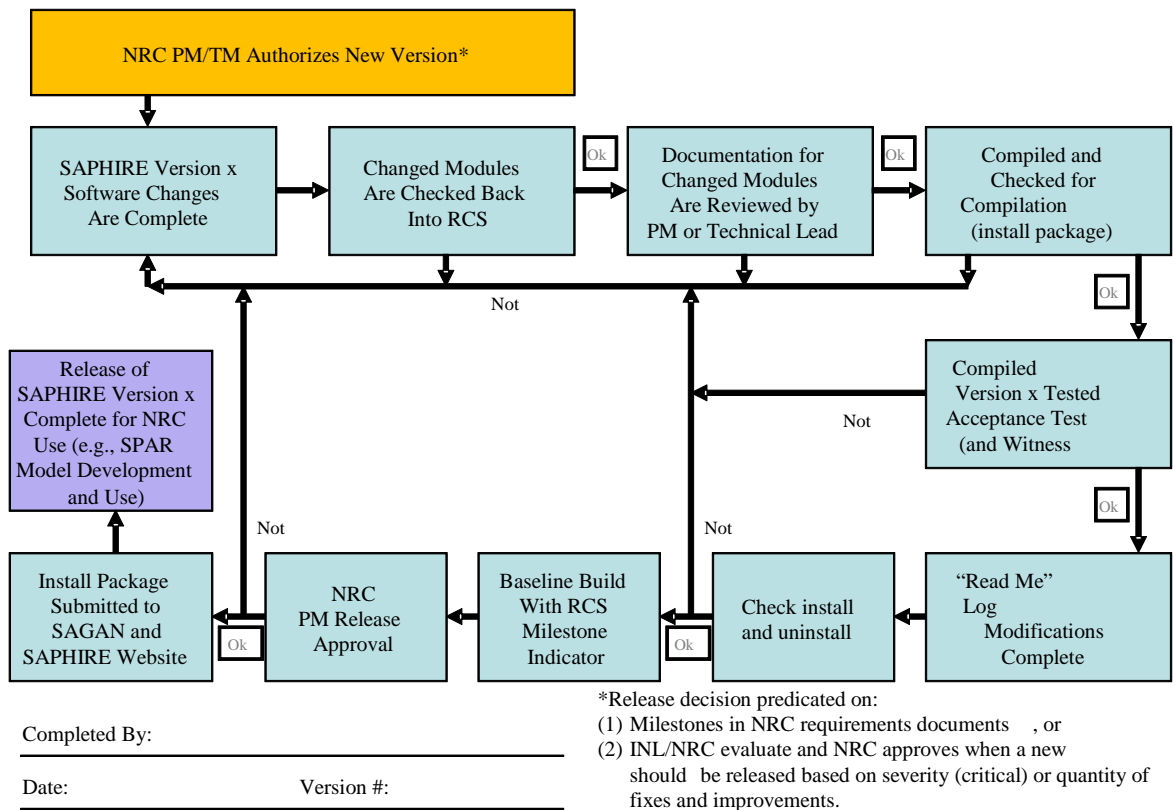 NRC PM/TM Authorizes New Version*
SAPHIRE Version x
Software Changes
Are Complete
Changed Modules
Are Checked Back
Into RCS
Ok
Documentation for
Changed Modules
Are Reviewed by
PM or Technical Lead
Ok
Compiled and
Checked for
Compilation
(install package)
Not
Ok
Release of
SAPHIRE Version x
Complete for NRC
Use (e.g., SPAR
Model Development
and Use)
Compiled
Version x Tested
Acceptance Test
(and Witness
Not
Ok
Not
Not
Install Package
Submitted to
SAGAN and
SAPHIRE Website
Ok
NRC
PM Release
Approval
Baseline Build
With RCS
Milestone
Indicator
Ok
Check install
and uninstall
“Read Me”
Log
Modifications
Complete
Completed By:
Date: Version #:
*Release decision predicated on:
(1) Milestones in NRC requirements documents , or
(2) INL/NRC evaluate and NRC approves when a new
should be released based on severity (critical) or quantity of
fixes and improvements.